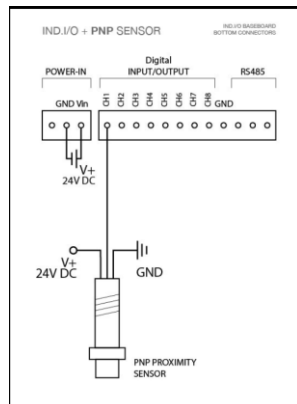 IND.I/O + PNP SENSOR
IND.I/O BASEBOARD
BOTTOM CONNECTORS
Digital
POWER-IN INPUT/OUTPUT RS485
GND Vin CH1 CH2 CH3 CH4 CH5 CH6 CH7 CH8 GND
V+
24V DC
V+
24V DC
GND
PNP PROXIMITY
SENSOR